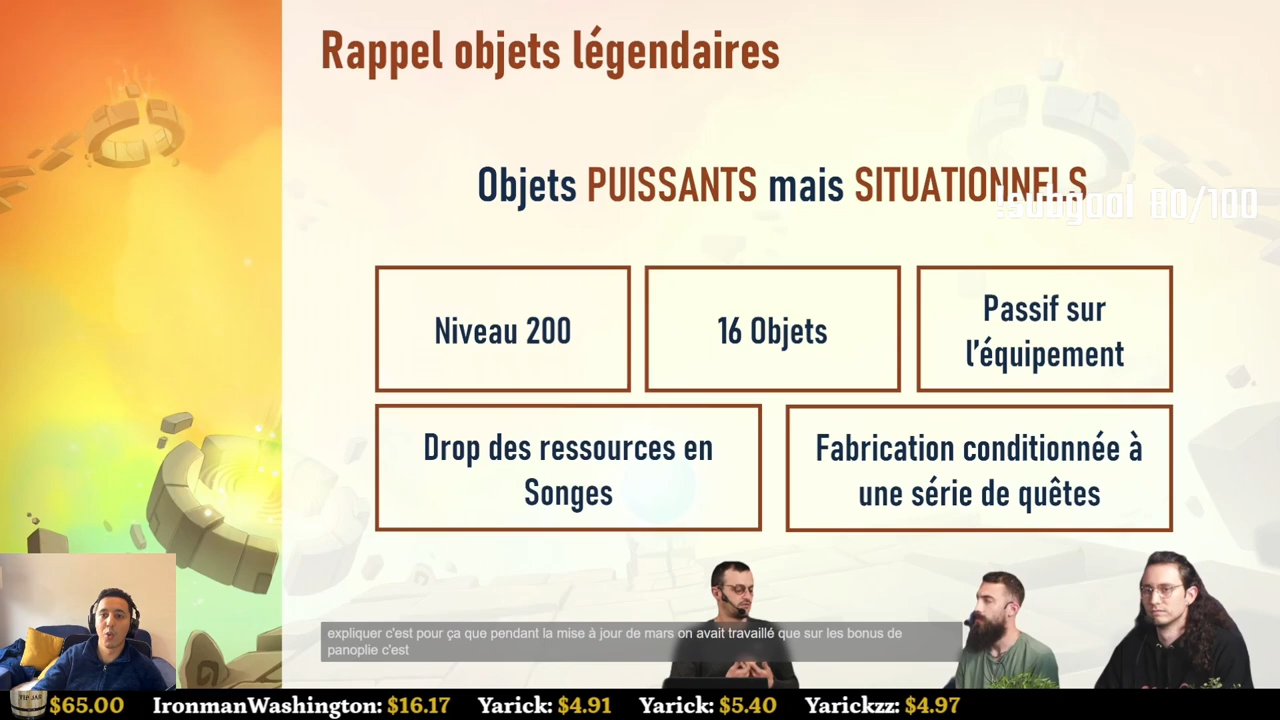 Rappel objets légendaires
Objets PUISSANTS mais SITUATIONNELS
!subgoal 80/100
Niveau 200
16 Objets
Passif sur
l'équipement
Drop des ressources en
Songes
Fabrication conditionnée à
une série de quêtes
expliquer c'est pour ça que pendant la mise à jour de mars on avait travaillé que sur les bonus de
panoplie c'est
TIP JAR
$65.00 IronmanWashington: $16.17 Yarick: $4.91 Yarick: $5.40 Yarickzz: $4.97